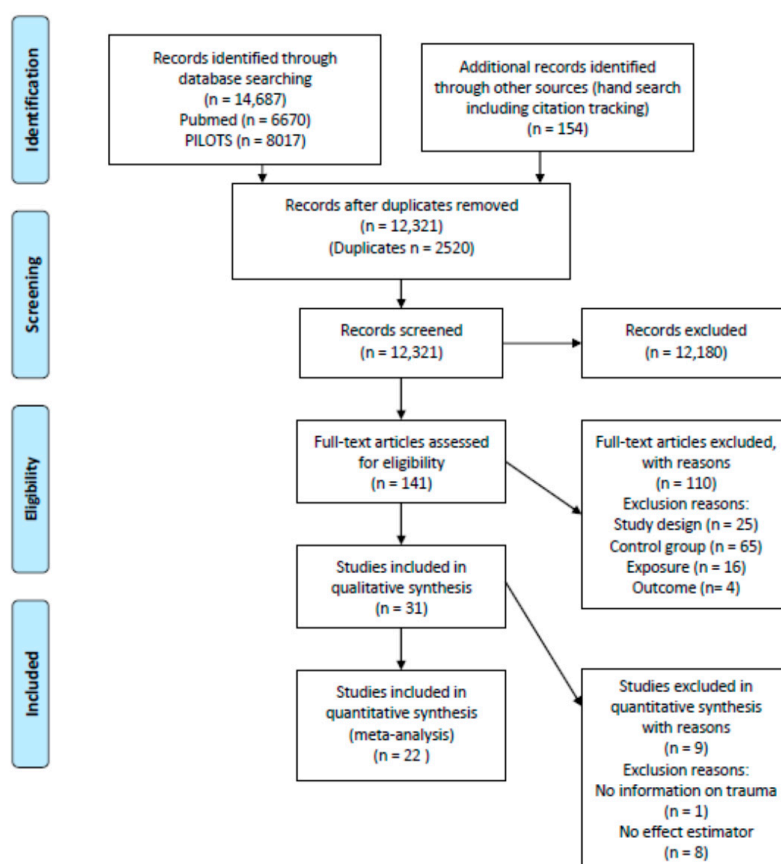 Identification
Records identified through
database searching
(n = 14,687)
Pubmed (n = 6670)
PILOTS (n = 8017)
Additional records identified
through other sources (hand search
including citation tracking)
(n = 154)
Records after duplicates removed
(n = 12,321)
(Duplicates n = 2520)
Screening
Records screened
(n = 12,321)
Records excluded
(n = 12,180)
Eligibility
Full-text articles assessed
for eligibility
(n = 141)
Full-text articles excluded,
with reasons
(n = 110)
Exclusion reasons:
Study design (n = 25)
Control group (n = 65)
Exposure (n = 16)
Outcome (n= 4)
Studies included in
qualitative synthesis
(n = 31)
Included
Studies included in
quantitative synthesis
(meta-analysis)
(n = 22 )
Studies excluded in
quantitative synthesis
with reasons
(n = 9)
Exclusion reasons:
No information on trauma
(n = 1)
No effect estimator
(n = 8)